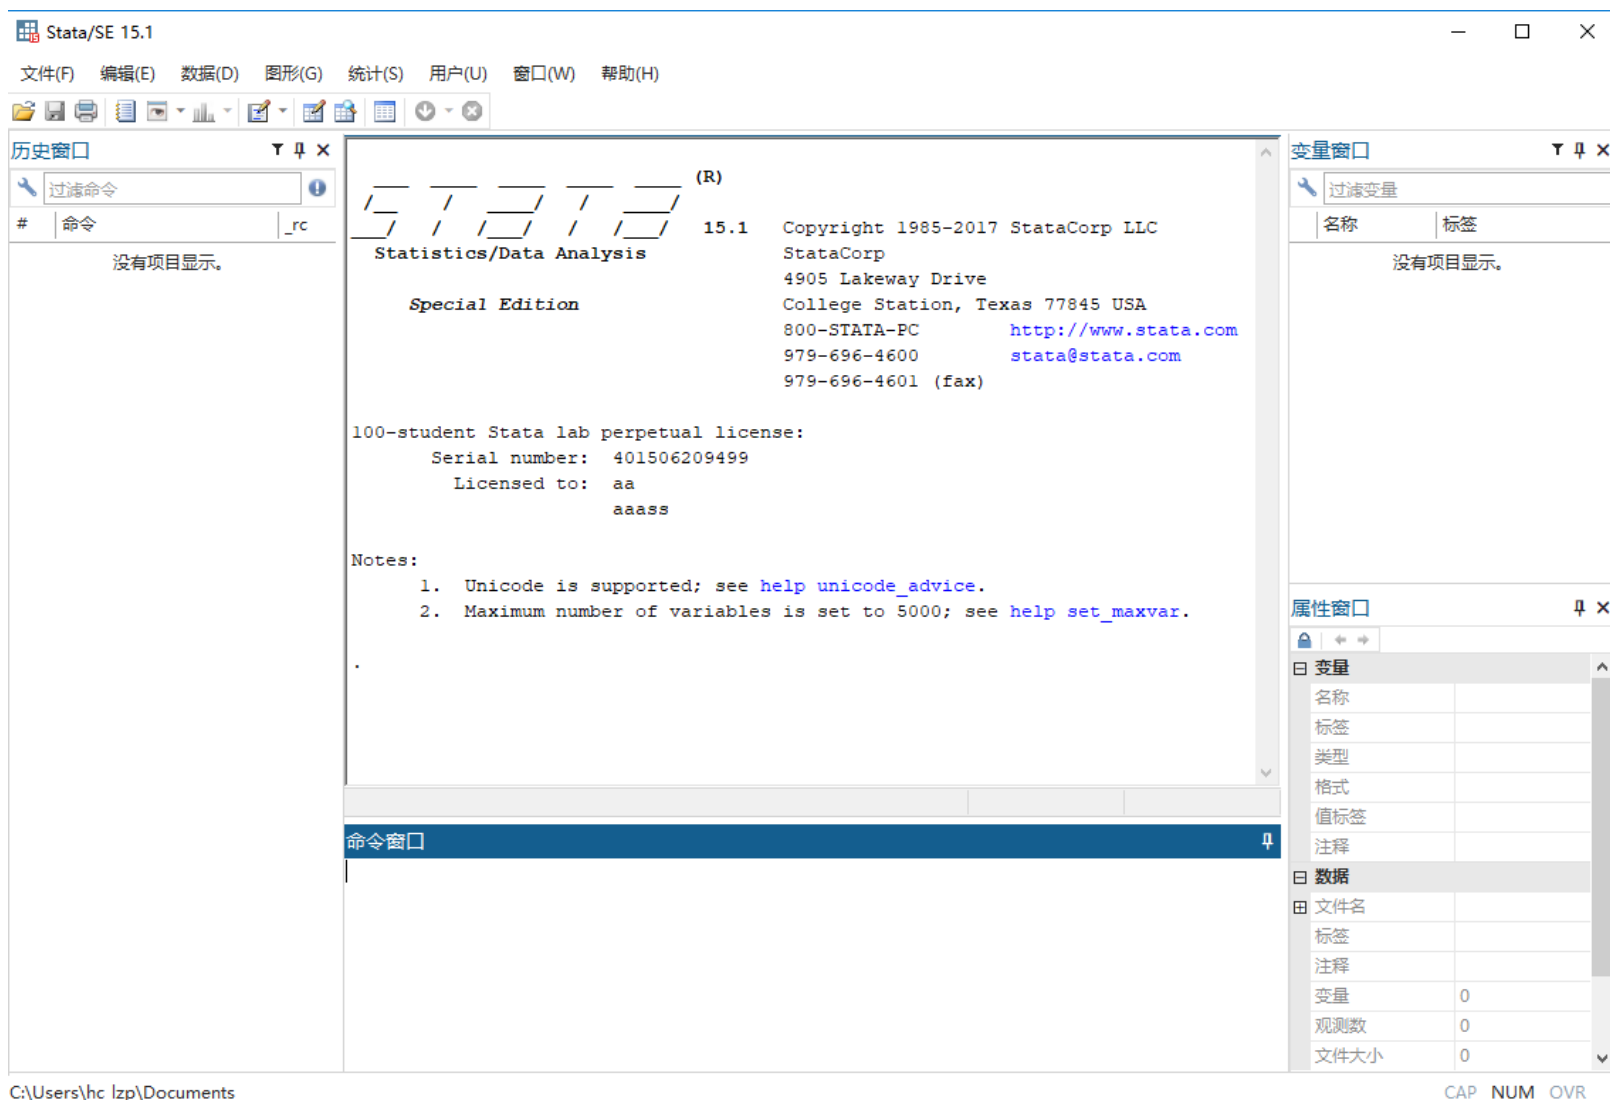 Stata/SE 15.1
文件(F) 编辑(E) 数据(D) 图形(G) 统计(S) 用户(U) 窗口(W) 帮助(H)
历史窗口
过滤命令
# 命令 _rc
没有项目显示。
(R)
15.1 Copyright 1985-2017 StataCorp LLC
Statistics/Data Analysis StataCorp
4905 Lakeway Drive
Special Edition College Station, Texas 77845 USA
800-STATA-PC http://www.stata.com
979-696-4600 stata@stata.com
979-696-4601 (fax)
100-student Stata lab perpetual license:
Serial number: 401506209499
Licensed to: aa
aaass
Notes:
1. Unicode is supported; see help unicode_advice.
2. Maximum number of variables is set to 5000; see help set_maxvar.
.
命令窗口
变量窗口
过滤变量
名称 标签
没有项目显示。
属性窗口
变量
名称
标签
类型
格式
值标签
注释
数据
文件名
标签
注释
变量 0
观测数 0
文件大小 0
C:\Users\hc_lzp\Documents
CAP NUM OVR